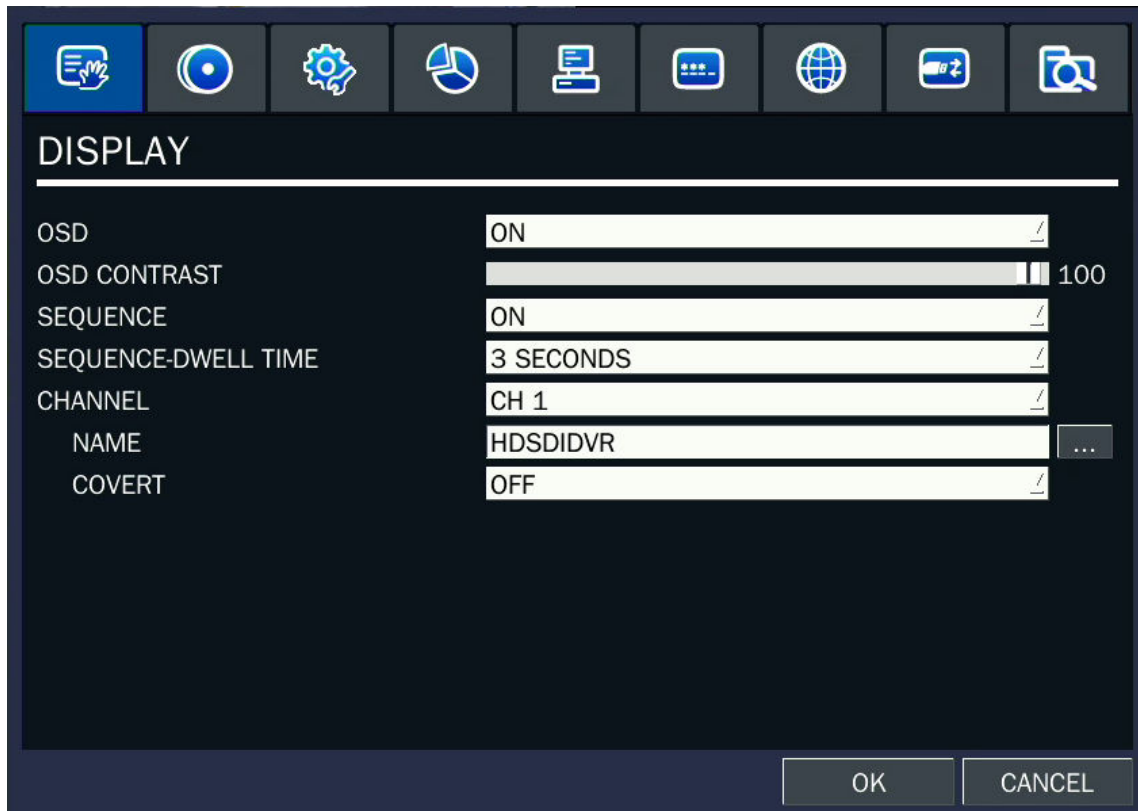 DISPLAY
OSD ON
OSD CONTRAST 100
SEQUENCE ON
SEQUENCE-DWELL TIME 3 SECONDS
CHANNEL CH 1
NAME HDSDIDVR ...
COVERT OFF
OK CANCEL